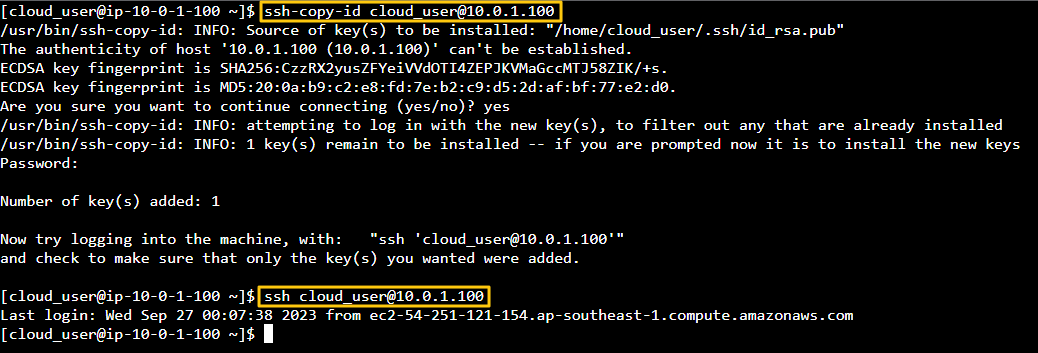 [cloud_user@ip-10-0-1-100 ~]$ ssh-copy-id cloud_user@10.0.1.100
/usr/bin/ssh-copy-id: INFO: Source of key(s) to be installed: "/home/cloud_user/.ssh/id_rsa.pub"
The authenticity of host '10.0.1.100 (10.0.1.100)' can't be established.
ECDSA key fingerprint is SHA256:CzzRX2yusZFYeiVVdOTI4ZEPJKVMaGccMTJ58ZIK/+s.
ECDSA key fingerprint is MD5:20:0a:b9:c2:e8:fd:7e:b2:c9:d5:2d:af:bf:77:e2:d0.
Are you sure you want to continue connecting (yes/no)? yes
/usr/bin/ssh-copy-id: INFO: attempting to log in with the new key(s), to filter out any that are already installed
/usr/bin/ssh-copy-id: INFO: 1 key(s) remain to be installed -- if you are prompted now it is to install the new keys
Password:
Number of key(s) added: 1
Now try logging into the machine, with:   "ssh 'cloud_user@10.0.1.100'"
and check to make sure that only the key(s) you wanted were added.
[cloud_user@ip-10-0-1-100 ~]$ ssh cloud_user@10.0.1.100
Last login: Wed Sep 27 00:07:38 2023 from ec2-54-251-121-154.ap-southeast-1.compute.amazonaws.com
[cloud_user@ip-10-0-1-100 ~]$